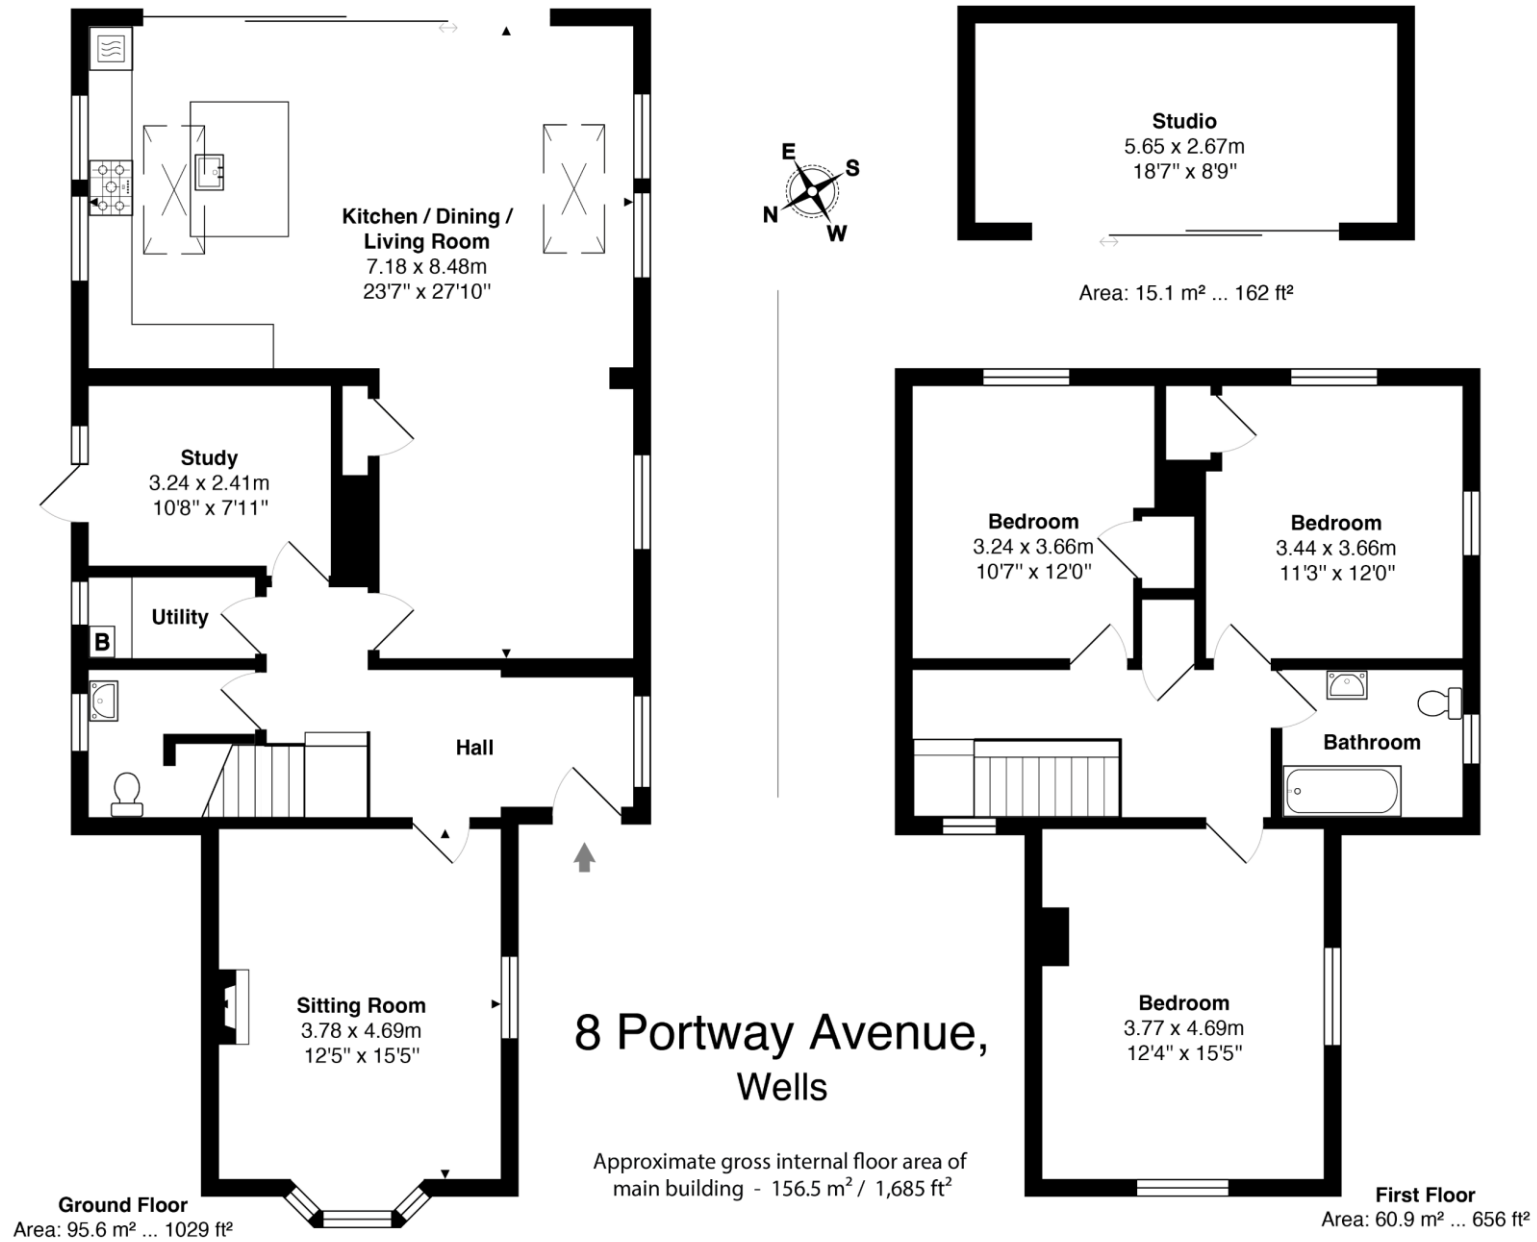 Kitchen / Dining /
Living Room
7.18 x 8.48m
23'7" x 27'10"
E
S
N
W
Studio
5.65 x 2.67m
18'7" x 8'9"
Area: 15.1 m² ... 162 ft²
Study
3.24 x 2.41m
10'8" x 7'11"
Utility
B
Hall
Sitting Room
3.78 x 4.69m
12'5" x 15'5"
Bedroom
3.24 x 3.66m
10'7" x 12'0"
Bedroom
3.44 x 3.66m
11'3" x 12'0"
Bathroom
Bedroom
3.77 x 4.69m
12'4" x 15'5"
8 Portway Avenue,
Wells
Approximate gross internal floor area of
main building - 156.5 m² / 1,685 ft²
Ground Floor
Area: 95.6 m² ... 1029 ft²
First Floor
Area: 60.9 m² ... 656 ft²